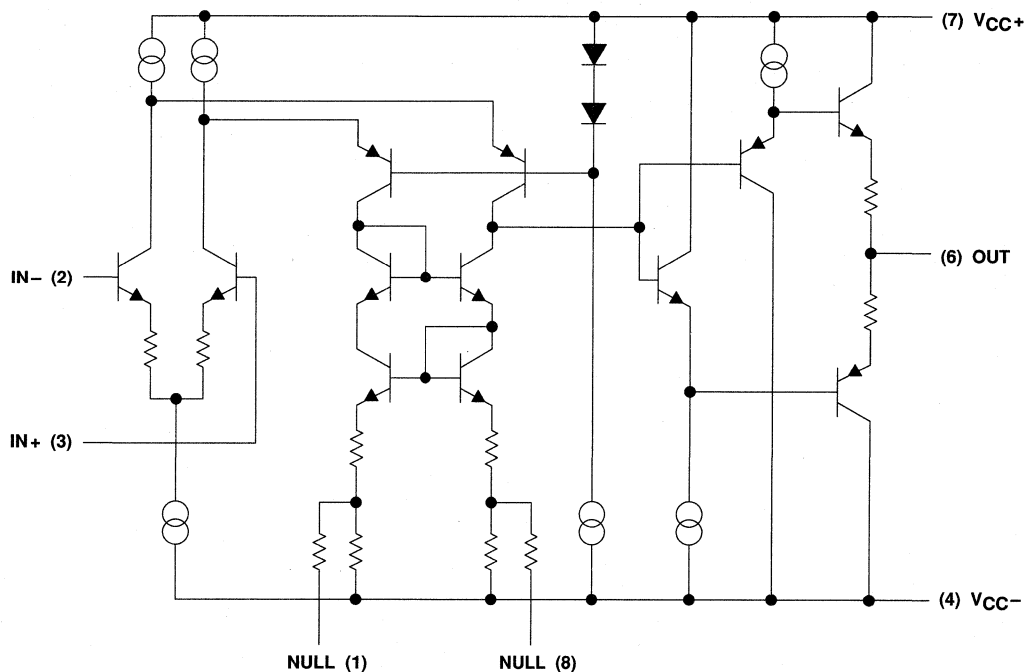 (7) VCC+
IN− (2)
(6) OUT
IN+ (3)
(4) VCC−
NULL (1)
NULL (8)